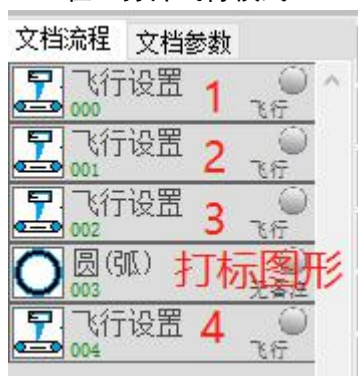 文档流程 文档参数
飞行设置 1
000 飞行
飞行设置 2
001 飞行
飞行设置 3
002 飞行
圆(弧) 打标图形
003 无备注
飞行设置 4
004 飞行